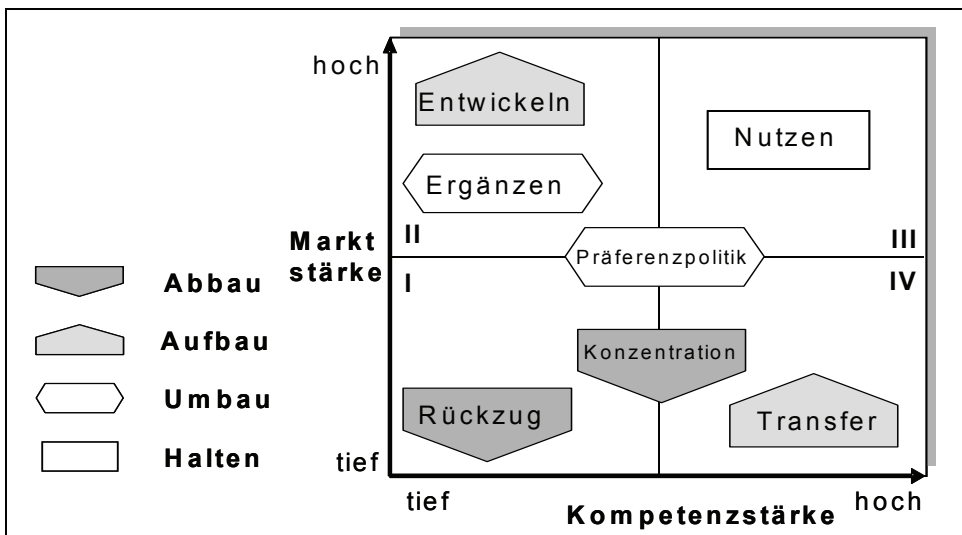 hoch
Entwickeln
Nutzen
Ergänzen
Markt
stärke
II
III
Präferenzpolitik
I
IV
Abbau
Aufbau
Umbau
Halten
Konzentration
Rückzug
Transfer
tief
tief
hoch
Kompetenzstärke